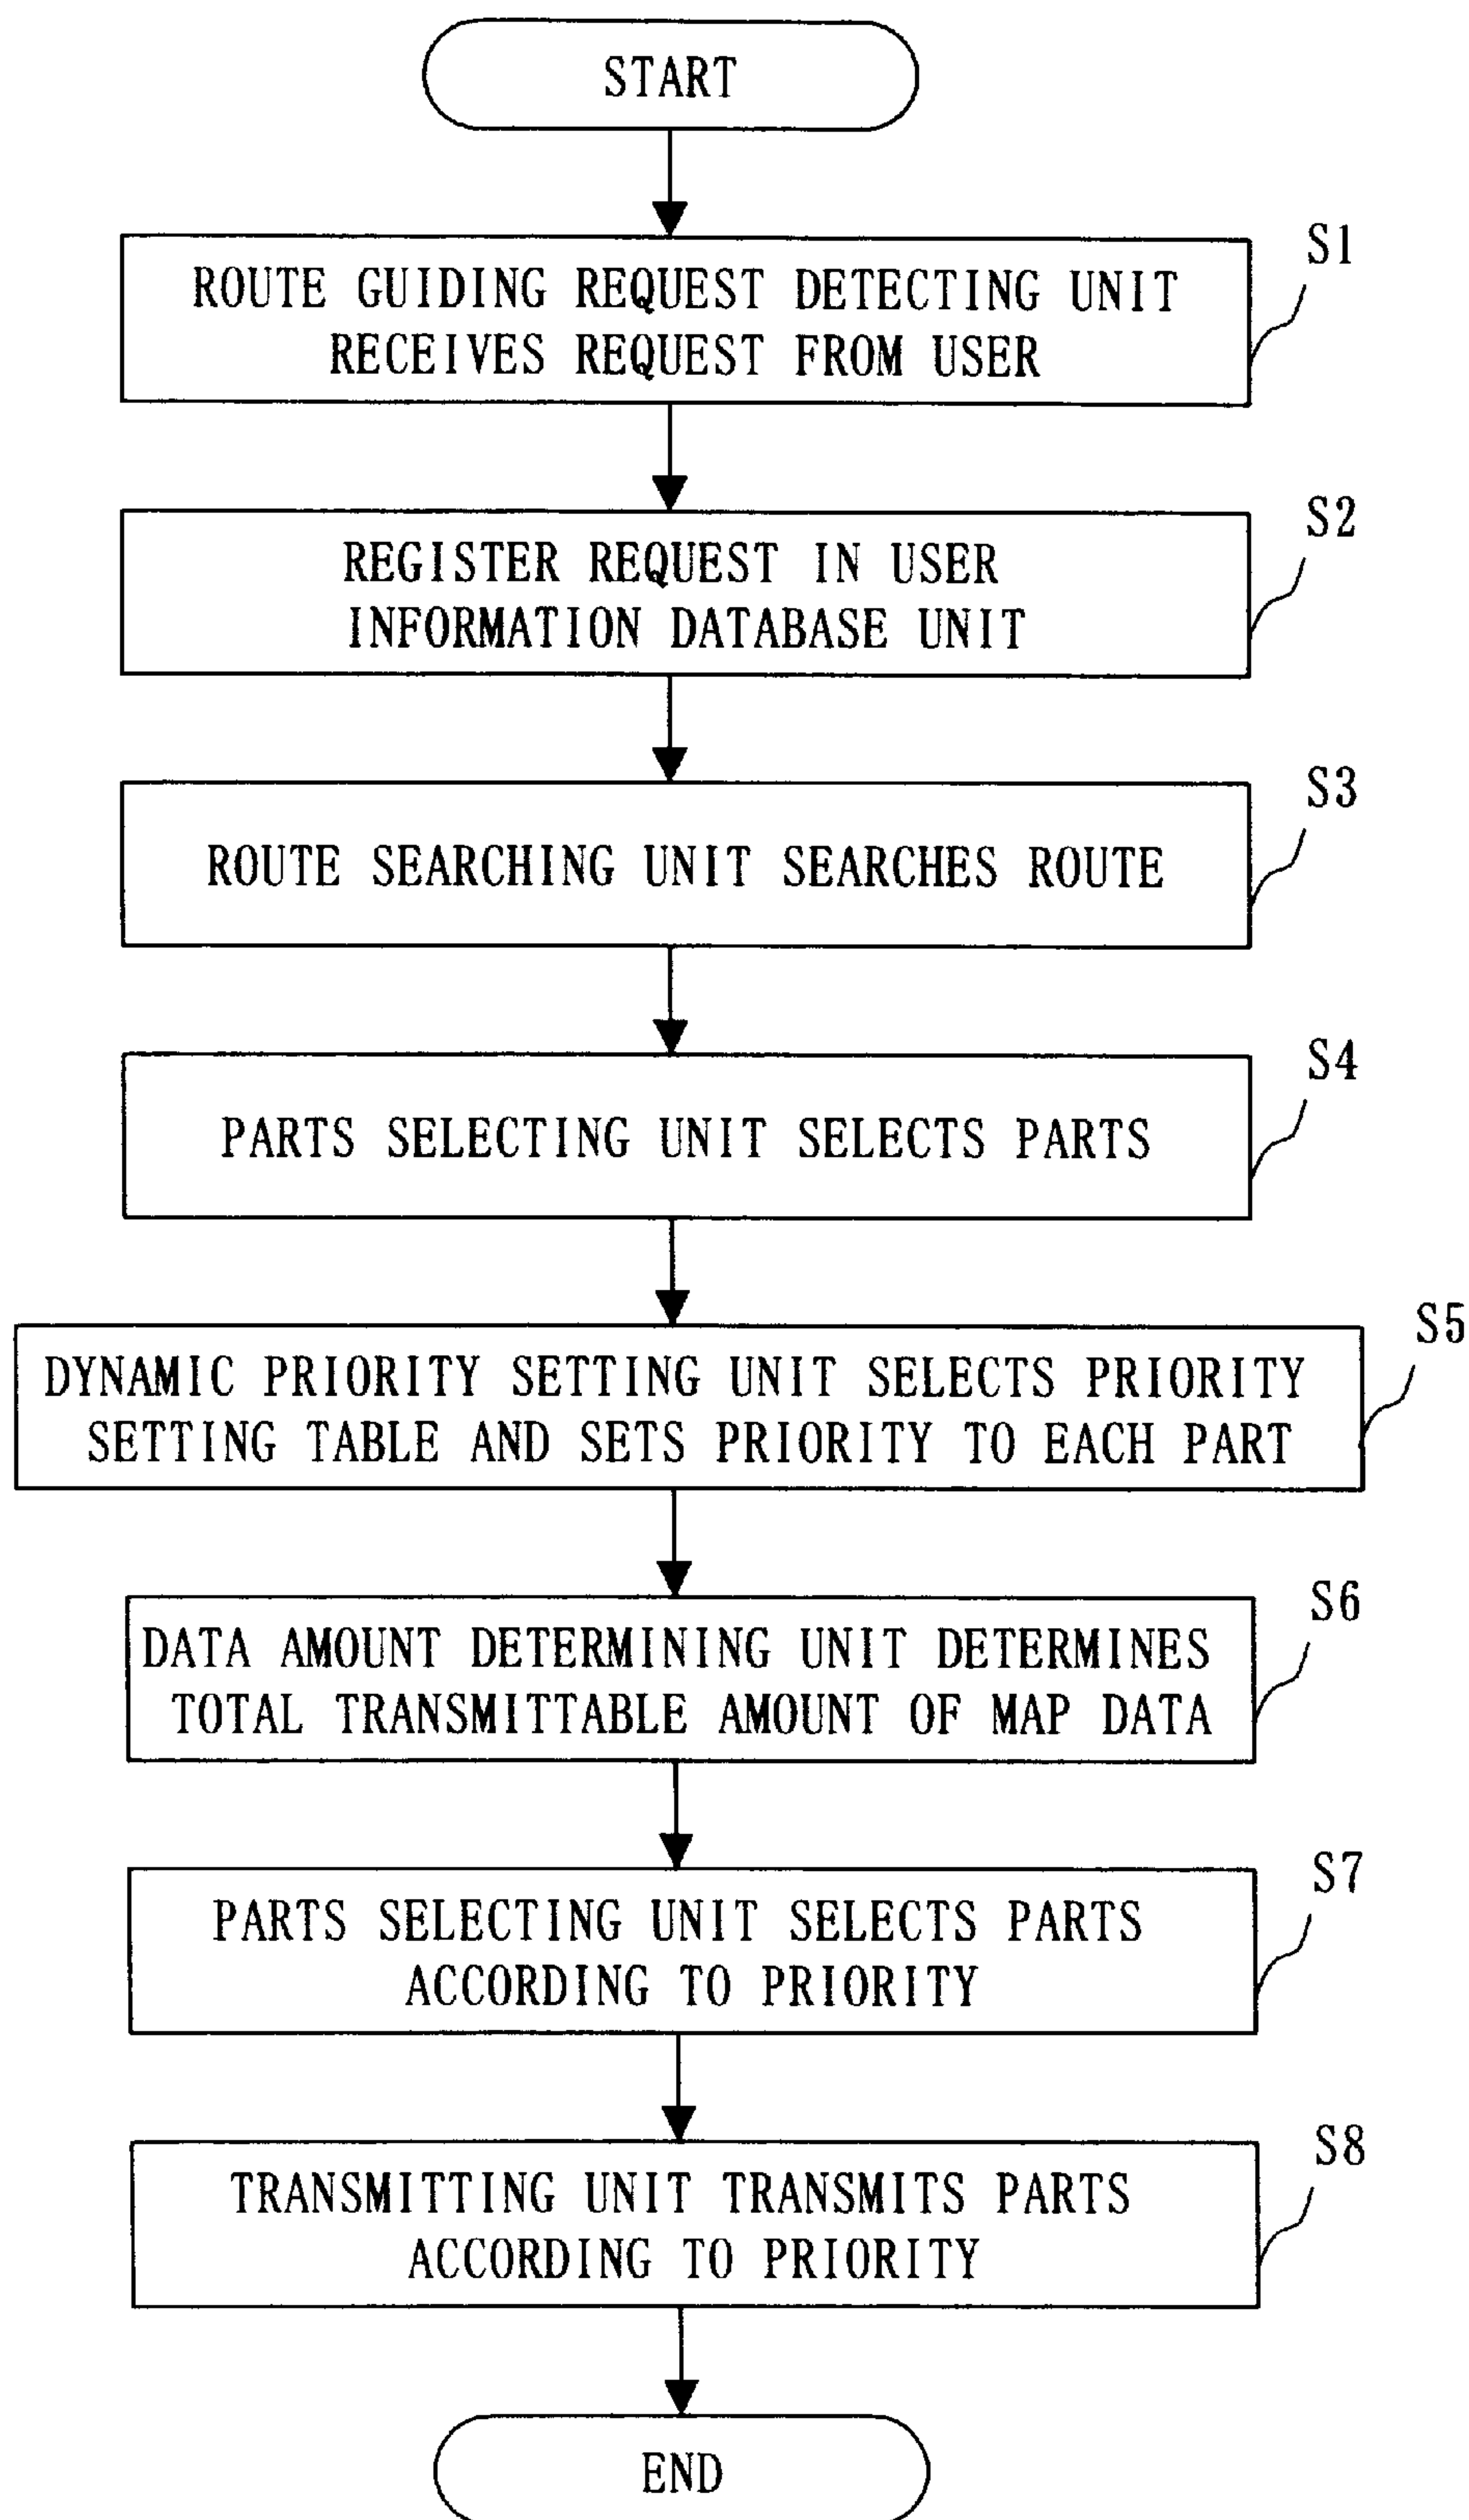 START
S1
ROUTE GUIDING REQUEST DETECTING UNIT
RECEIVES REQUEST FROM USER
S2
REGISTER REQUEST IN USER
INFORMATION DATABASE UNIT
S3
ROUTE SEARCHING UNIT SEARCHES ROUTE
S4
PARTS SELECTING UNIT SELECTS PARTS
S5
DYNAMIC PRIORITY SETTING UNIT SELECTS PRIORITY
SETTING TABLE AND SETS PRIORITY TO EACH PART
S6
DATA AMOUNT DETERMINING UNIT DETERMINES
TOTAL TRANSMITTABLE AMOUNT OF MAP DATA
S7
PARTS SELECTING UNIT SELECTS PARTS
ACCORDING TO PRIORITY
S8
TRANSMITTING UNIT TRANSMITS PARTS
ACCORDING TO PRIORITY
END